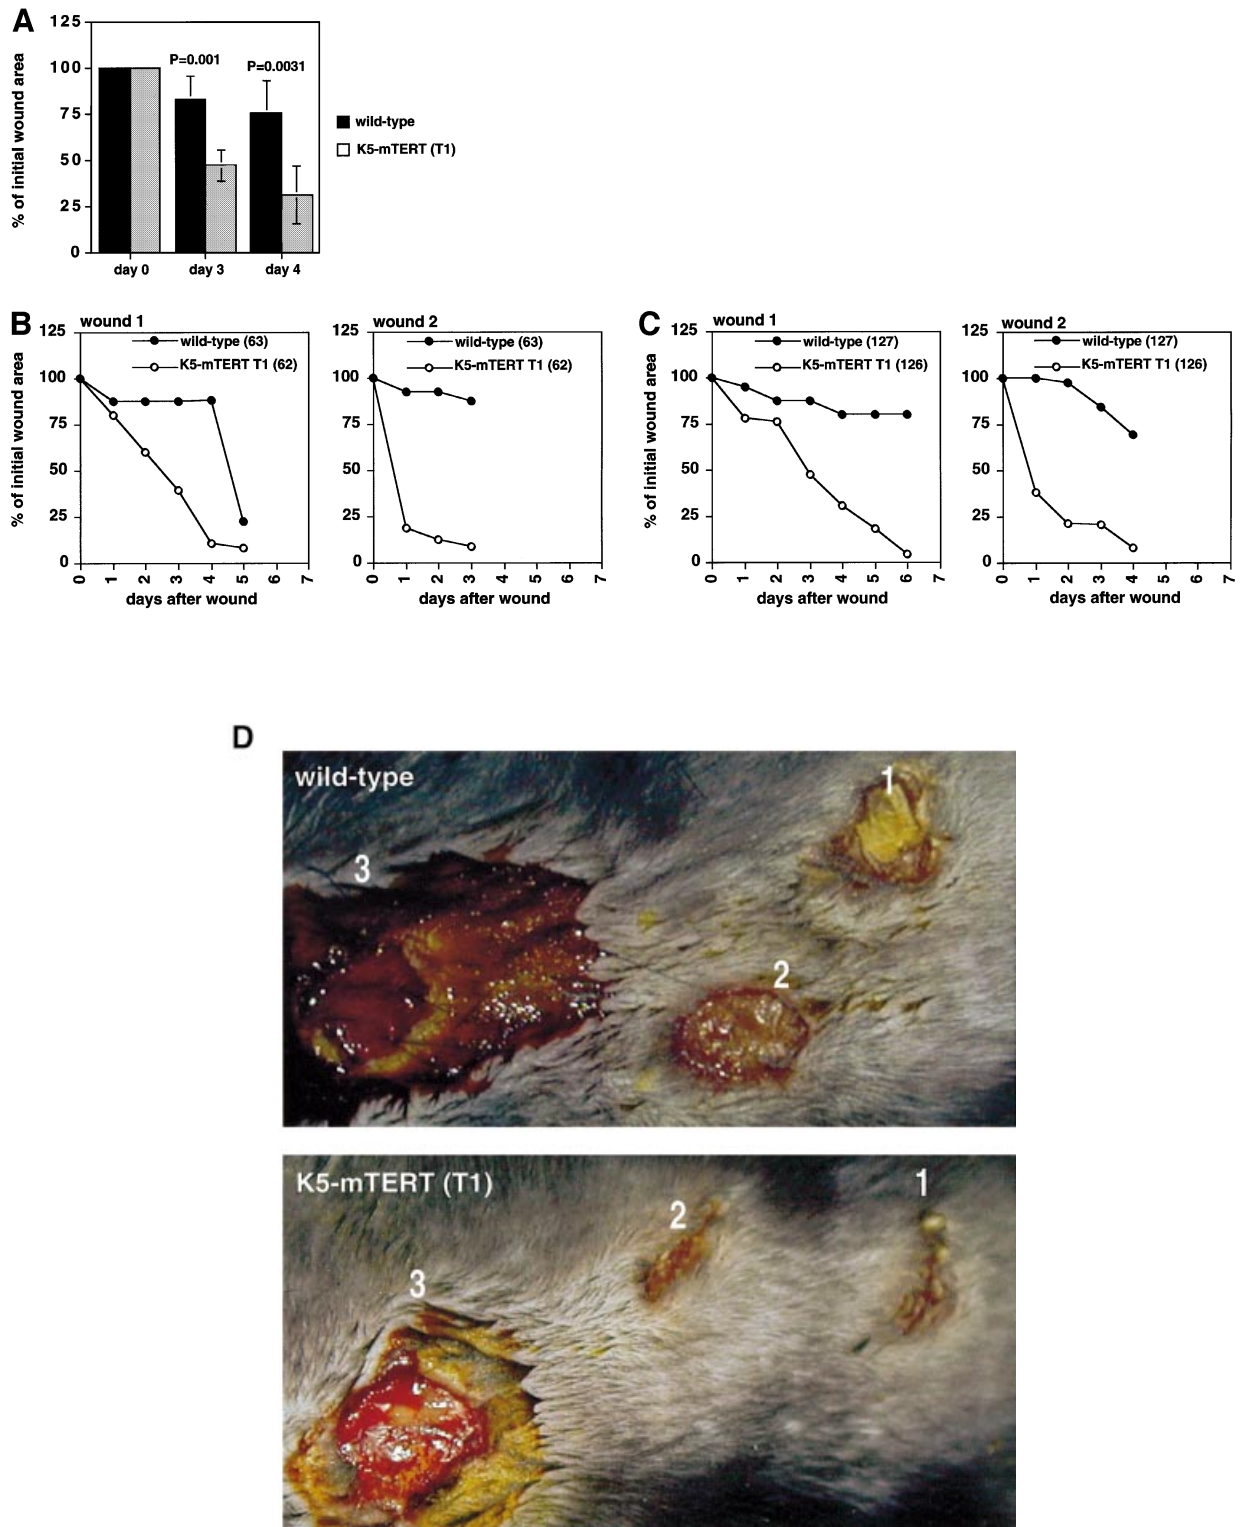 A
125
100
75
50
25
0
% of initial wound area
P=0.001
P=0.0031
day 0
day 3
day 4
wild-type
K5-mTERT (T1)
B
wound 1
125
100
75
50
25
0
% of initial wound area
wild-type (63)
K5-mTERT T1 (62)
0 1 2 3 4 5 6 7
days after wound
wound 2
125
100
75
50
25
0
wild-type (63)
K5-mTERT T1 (62)
0 1 2 3 4 5 6 7
days after wound
C
wound 1
125
100
75
50
25
0
% of initial wound area
wild-type (127)
K5-mTERT T1 (126)
0 1 2 3 4 5 6 7
days after wound
wound 2
125
100
75
50
25
0
wild-type (127)
K5-mTERT T1 (126)
0 1 2 3 4 5 6 7
days after wound
D
wild-type
1
3
2
K5-mTERT (T1)
1
2
3